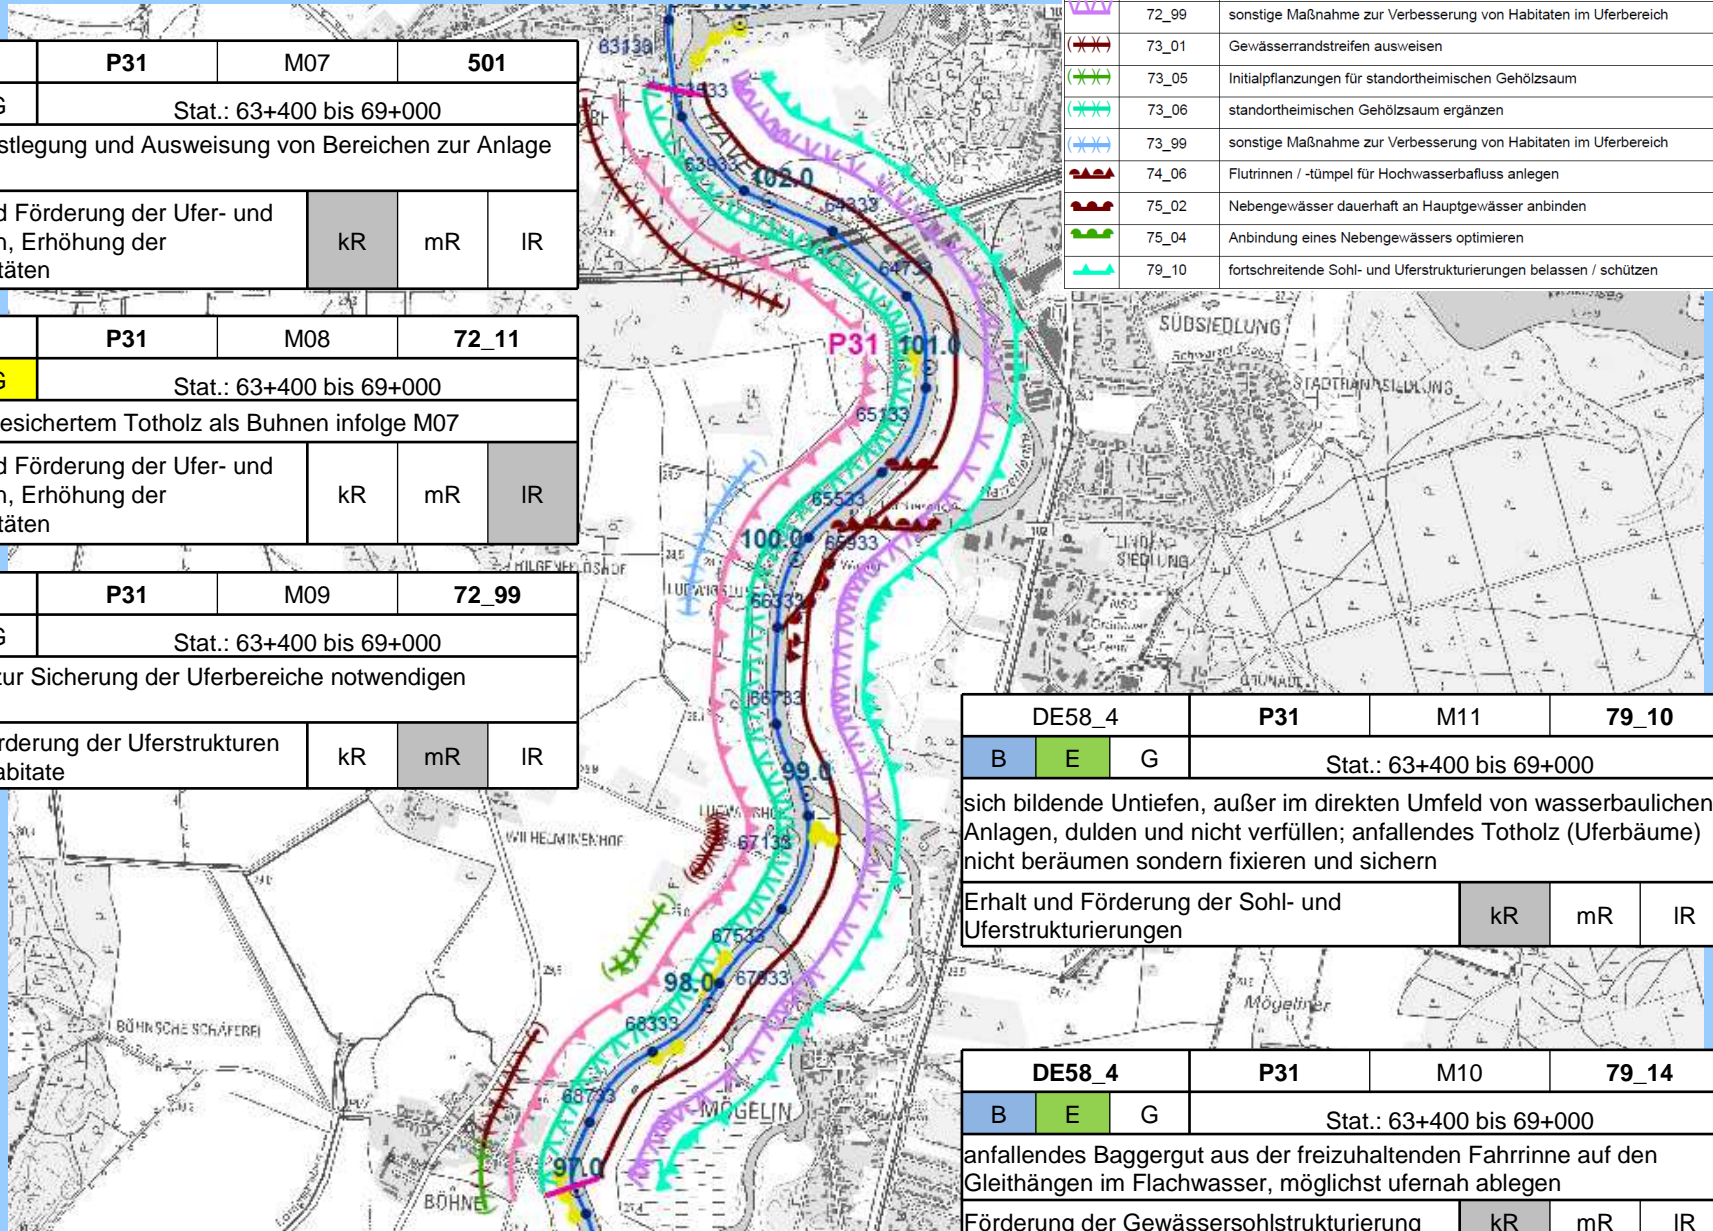 P31 M07 501
G Stat.: 63+400 bis 69+000
stlegung und Ausweisung von Bereichen zur Anlage
d Förderung der Ufer- und
n, Erhöhung der
täten
kR mR lR
P31 M08 72_11
G Stat.: 63+400 bis 69+000
esichertem Totholz als Buhnen infolge M07
d Förderung der Ufer- und
n, Erhöhung der
täten
kR mR lR
P31 M09 72_99
G Stat.: 63+400 bis 69+000
zur Sicherung der Uferbereiche notwendigen
rderung der Uferstrukturen
abitate
kR mR lR
72_99 sonstige Maßnahme zur Verbesserung von Habitaten im Uferbereich
73_01 Gewässerrandstreifen ausweisen
73_05 Initialpflanzungen für standortheimischen Gehölzsaum
73_06 standortheimischen Gehölzsaum ergänzen
73_99 sonstige Maßnahme zur Verbesserung von Habitaten im Uferbereich
74_06 Flutrinnen / -tümpel für Hochwasserbafluss anlegen
75_02 Nebengewässer dauerhaft an Hauptgewässer anbinden
75_04 Anbindung eines Nebengewässers optimieren
79_10 fortschreitende Sohl- und Uferstrukturierungen belassen / schützen
63133
63933
102.0
64333
64733
P31
101.0
65133
65533
100.0
65933
66333
66733
99.0
67133
67533
98.0
67933
68333
68733
97.0
SÜDSIEDLUNG
STADTRANDSIEDLUNG
LINDEN-
SIEDLUNG
NSG
GRÜNAUE
WILHELMINENHOF
BÖHNSCHE SCHÄFEREI
BÖHNE
MÖGELIN
Mögeliner
DE58_4 P31 M11 79_10
B E G Stat.: 63+400 bis 69+000
sich bildende Untiefen, außer im direkten Umfeld von wasserbaulichen
Anlagen, dulden und nicht verfüllen; anfallendes Totholz (Uferbäume)
nicht beräumen sondern fixieren und sichern
Erhalt und Förderung der Sohl- und
Uferstrukturierungen
kR mR lR
DE58_4 P31 M10 79_14
B E G Stat.: 63+400 bis 69+000
anfallendes Baggergut aus der freizuhaltenden Fahrrinne auf den
Gleithängen im Flachwasser, möglichst ufernah ablegen
Förderung der Gewässersohlstrukturierung kR mR lR